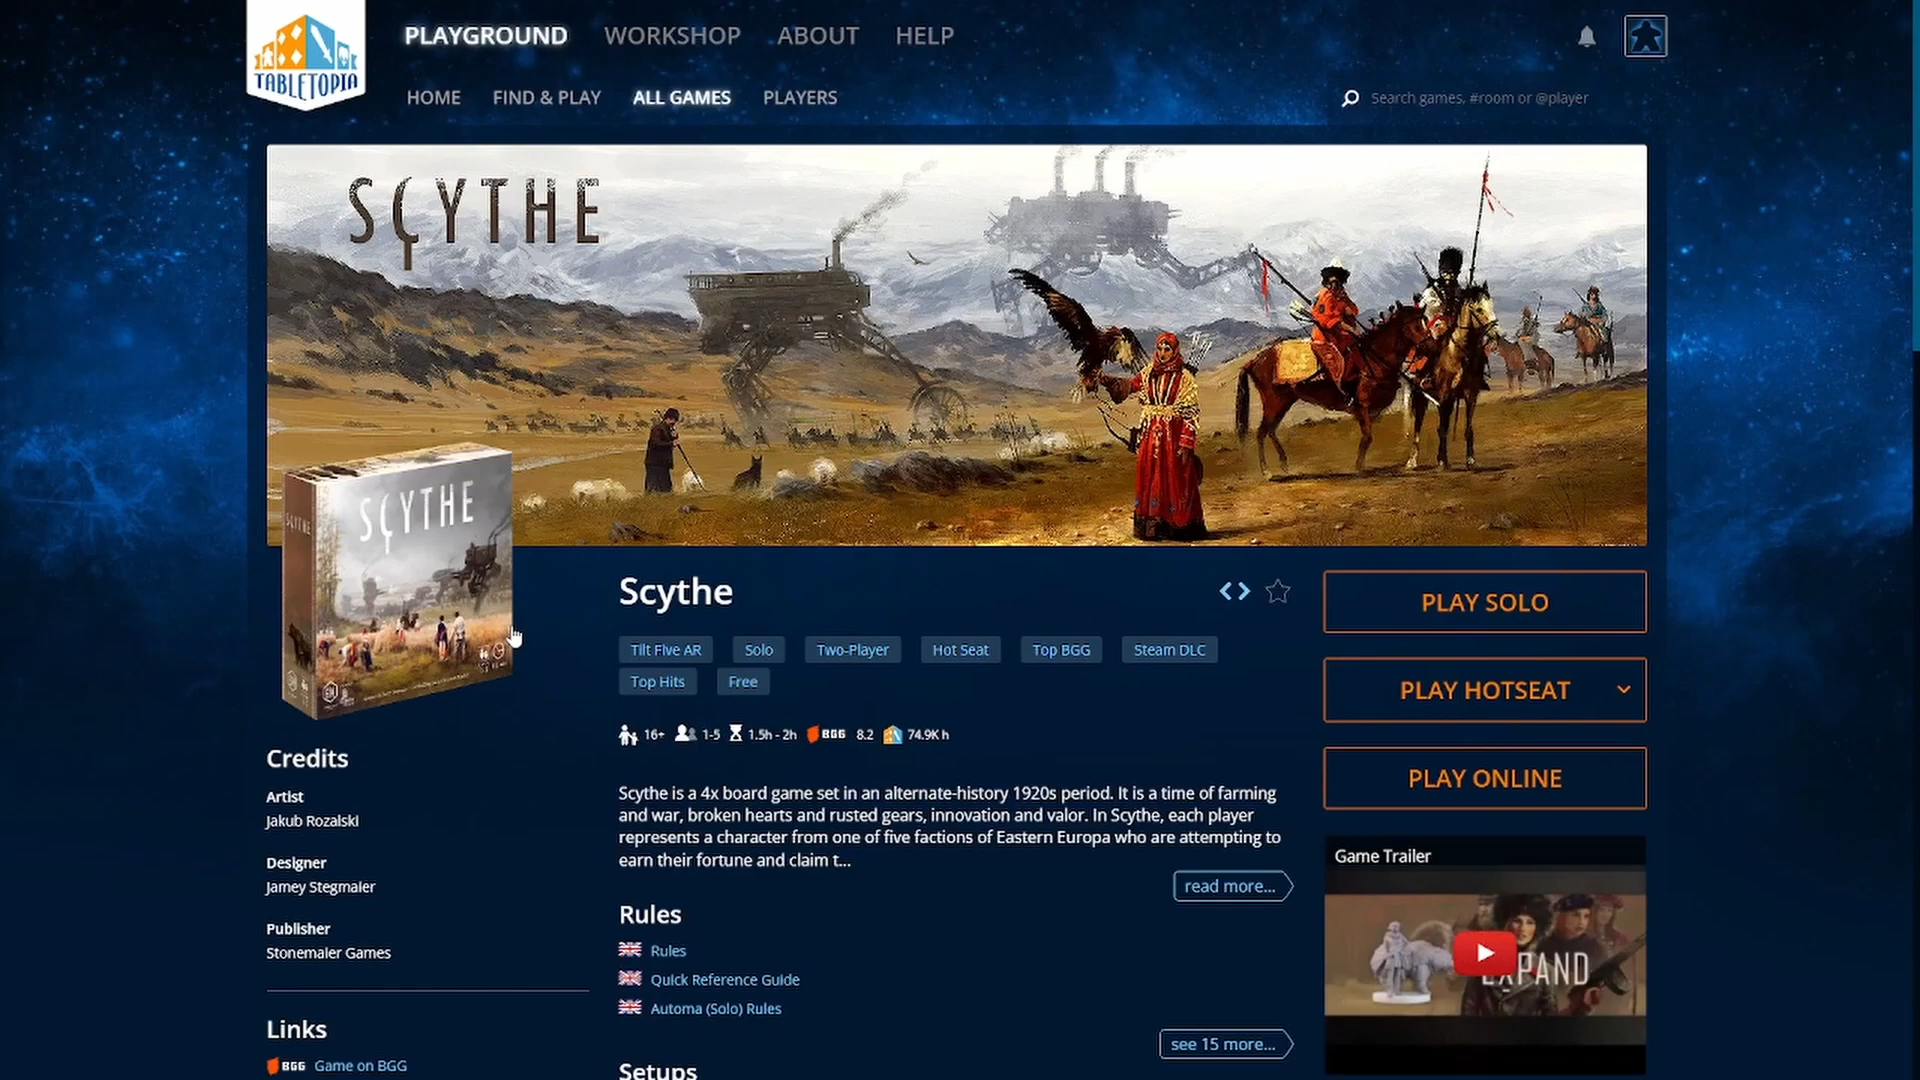 TABLETOPIA
PLAYGROUND WORKSHOP ABOUT HELP
HOME FIND & PLAY ALL GAMES PLAYERS
Search games, #room or @player
SCYTHE
SCYTHE
SCYTHE
Scythe
PLAY SOLO
Tilt Five AR Solo Two-Player Hot Seat Top BGG Steam DLC
Top Hits Free
PLAY HOTSEAT
16+ 1-5 1.5h - 2h BGG 8.2 74.9K h
PLAY ONLINE
Credits
Artist
Jakub Rozalski
Designer
Jamey Stegmaier
Publisher
Stonemaier Games
Links
BGG Game on BGG
Scythe is a 4x board game set in an alternate-history 1920s period. It is a time of farming
and war, broken hearts and rusted gears, innovation and valor. In Scythe, each player
represents a character from one of five factions of Eastern Europa who are attempting to
earn their fortune and claim t...
read more...
Rules
Rules
Quick Reference Guide
Automa (Solo) Rules
see 15 more...
Setups
Game Trailer
EXPAND